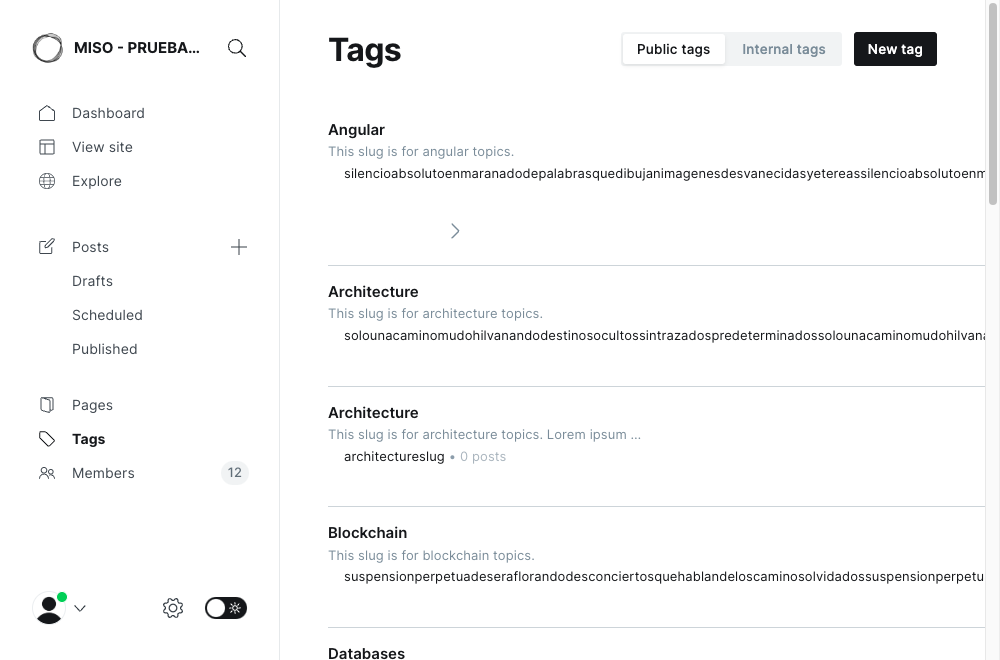 MISO - PRUEBA...
Dashboard
View site
Explore
Posts
Drafts
Scheduled
Published
Pages
Tags
Members 12
Tags
Public tags
Internal tags
New tag
Angular
This slug is for angular topics.
silencioabsolutoenmaranadodepalabrasquedibujanimagenesdesvanecidasyetereassilencioabsolutoenm
Architecture
This slug is for architecture topics.
solounacaminomudohilvanandodestinosocultossintrazadospredeterminadossolounacaminomudohilvana
Architecture
This slug is for architecture topics. Lorem ipsum ...
architectureslug • 0 posts
Blockchain
This slug is for blockchain topics.
suspensionperpetuadeseraflorandodesconciertosquehablandeloscaminosolvidadossuspensionperpetu
Databases